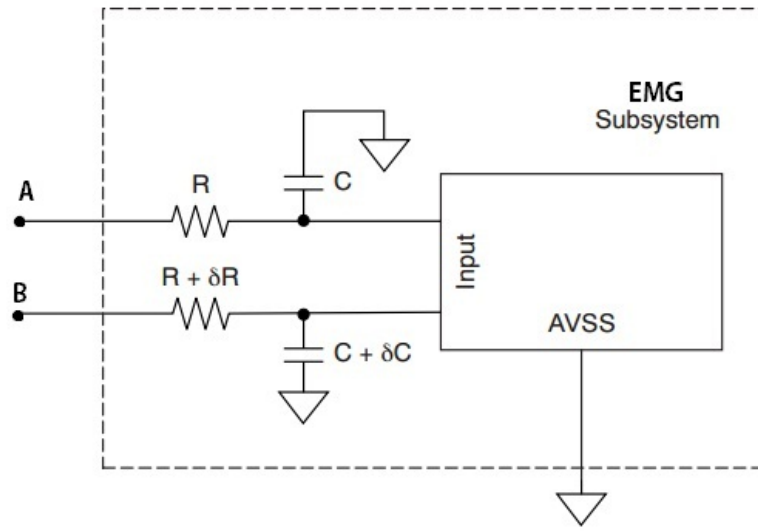 EMG
Subsystem
A
R
C
R + δR
B
C + δC
Input
AVSS